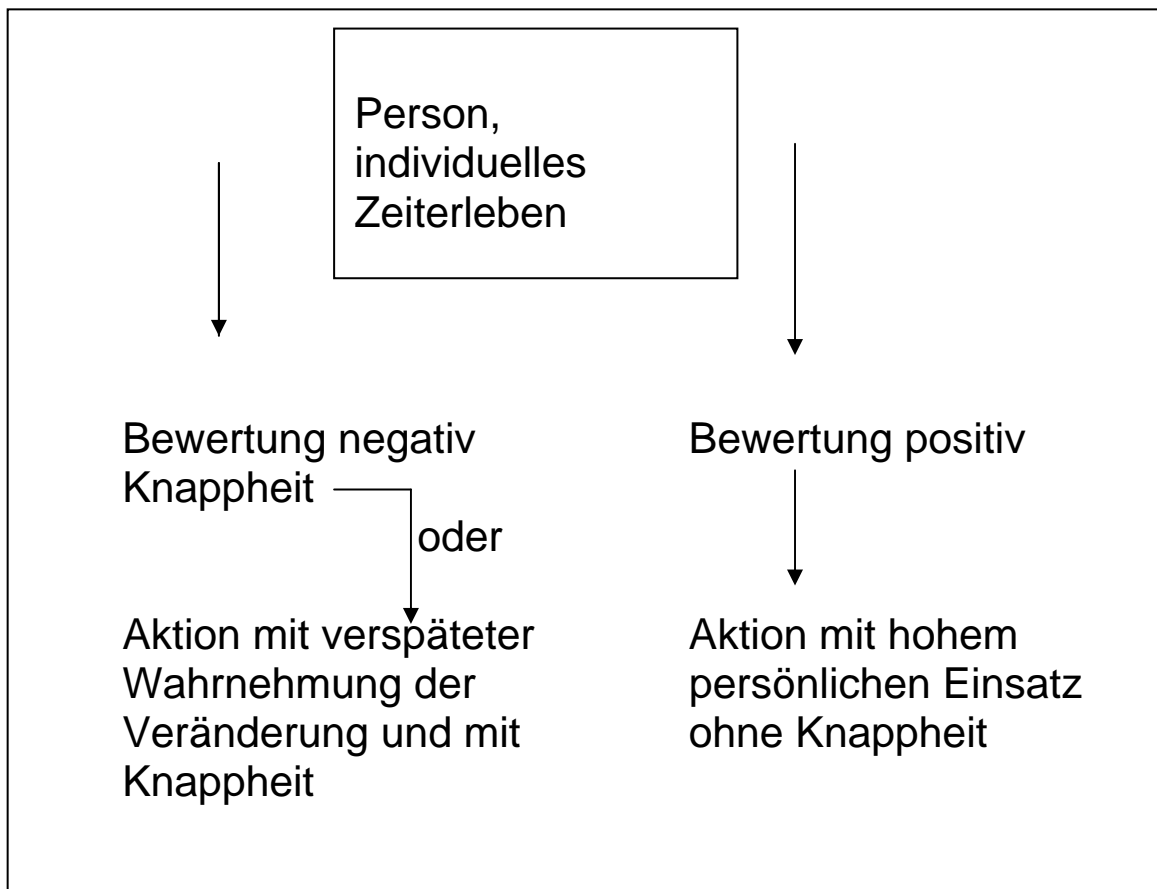 Person,
individuelles
Zeiterleben
Bewertung negativ
Knappheit
oder
Aktion mit verspäteter
Wahrnehmung der
Veränderung und mit
Knappheit
Bewertung positiv
Aktion mit hohem
persönlichen Einsatz
ohne Knappheit